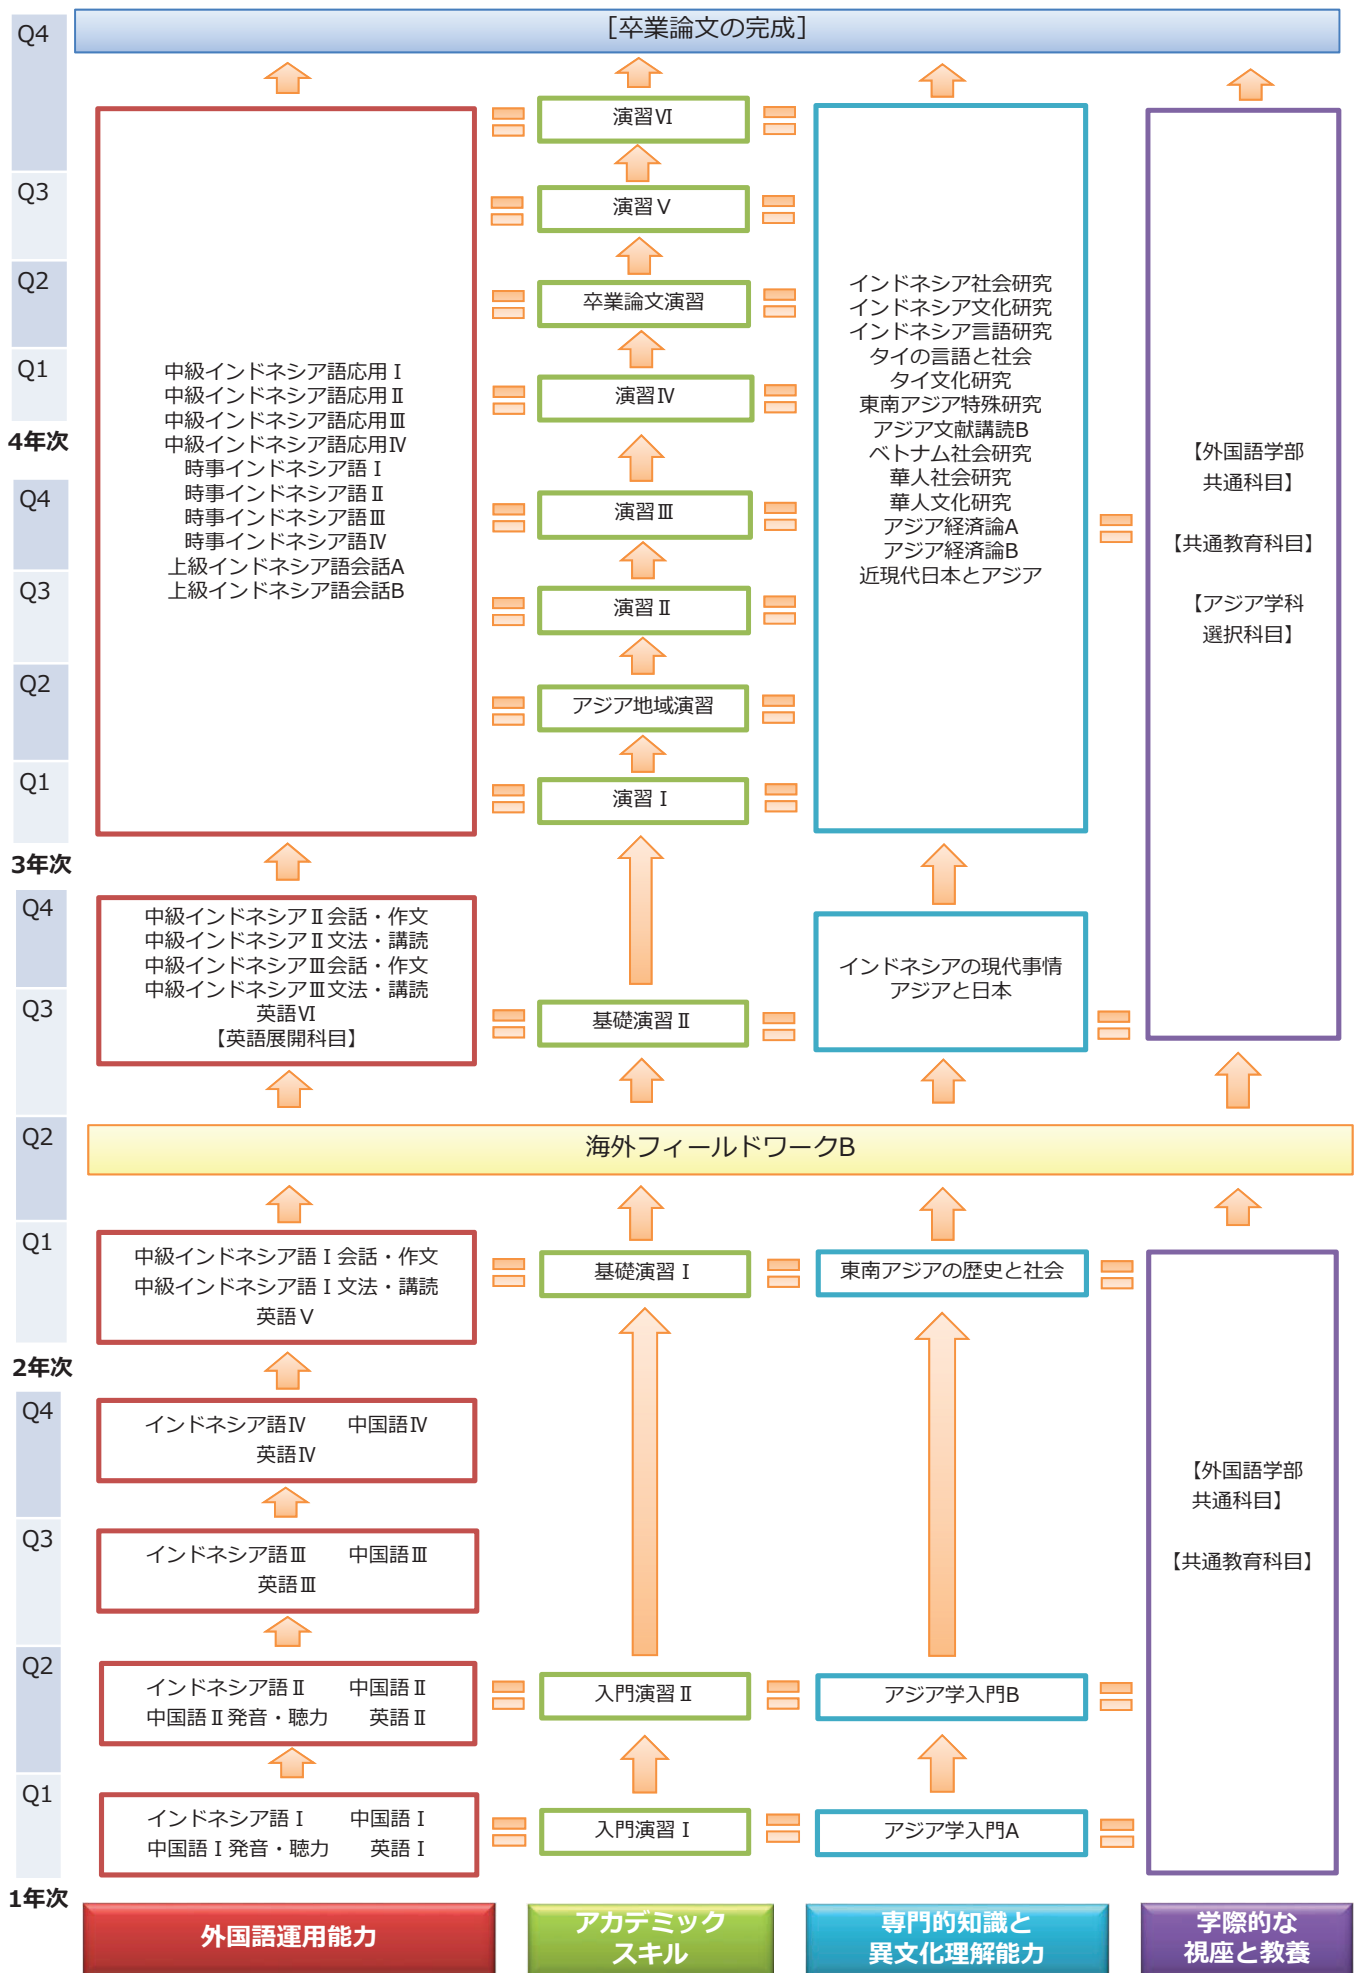 Q4
［卒業論文の完成］
演習Ⅵ
Q3
演習Ⅴ
Q2
卒業論文演習
Q1
演習Ⅳ
4年次
Q4
演習Ⅲ
Q3
演習Ⅱ
Q2
アジア地域演習
Q1
演習Ⅰ
3年次
中級インドネシア語応用Ⅰ
中級インドネシア語応用Ⅱ
中級インドネシア語応用Ⅲ
中級インドネシア語応用Ⅳ
時事インドネシア語Ⅰ
時事インドネシア語Ⅱ
時事インドネシア語Ⅲ
時事インドネシア語Ⅳ
上級インドネシア語会話A
上級インドネシア語会話B
インドネシア社会研究
インドネシア文化研究
インドネシア言語研究
タイの言語と社会
タイ文化研究
東南アジア特殊研究
アジア文献講読B
ベトナム社会研究
華人社会研究
華人文化研究
アジア経済論A
アジア経済論B
近現代日本とアジア
【外国語学部
共通科目】
【共通教育科目】
【アジア学科
選択科目】
Q4
Q3
中級インドネシアⅡ会話・作文
中級インドネシアⅡ文法・講読
中級インドネシアⅢ会話・作文
中級インドネシアⅢ文法・講読
英語Ⅵ
【英語展開科目】
基礎演習Ⅱ
インドネシアの現代事情
アジアと日本
Q2
海外フィールドワークB
Q1
中級インドネシア語Ⅰ会話・作文
中級インドネシア語Ⅰ文法・講読
英語Ⅴ
基礎演習Ⅰ
東南アジアの歴史と社会
2年次
Q4
インドネシア語Ⅳ　中国語Ⅳ
英語Ⅳ
Q3
インドネシア語Ⅲ　中国語Ⅲ
英語Ⅲ
【外国語学部
共通科目】
【共通教育科目】
Q2
インドネシア語Ⅱ　中国語Ⅱ
中国語Ⅱ発音・聴力　英語Ⅱ
入門演習Ⅱ
アジア学入門B
Q1
インドネシア語Ⅰ　中国語Ⅰ
中国語Ⅰ発音・聴力　英語Ⅰ
入門演習Ⅰ
アジア学入門A
1年次
外国語運用能力
アカデミック
スキル
専門的知識と
異文化理解能力
学際的な
視座と教養